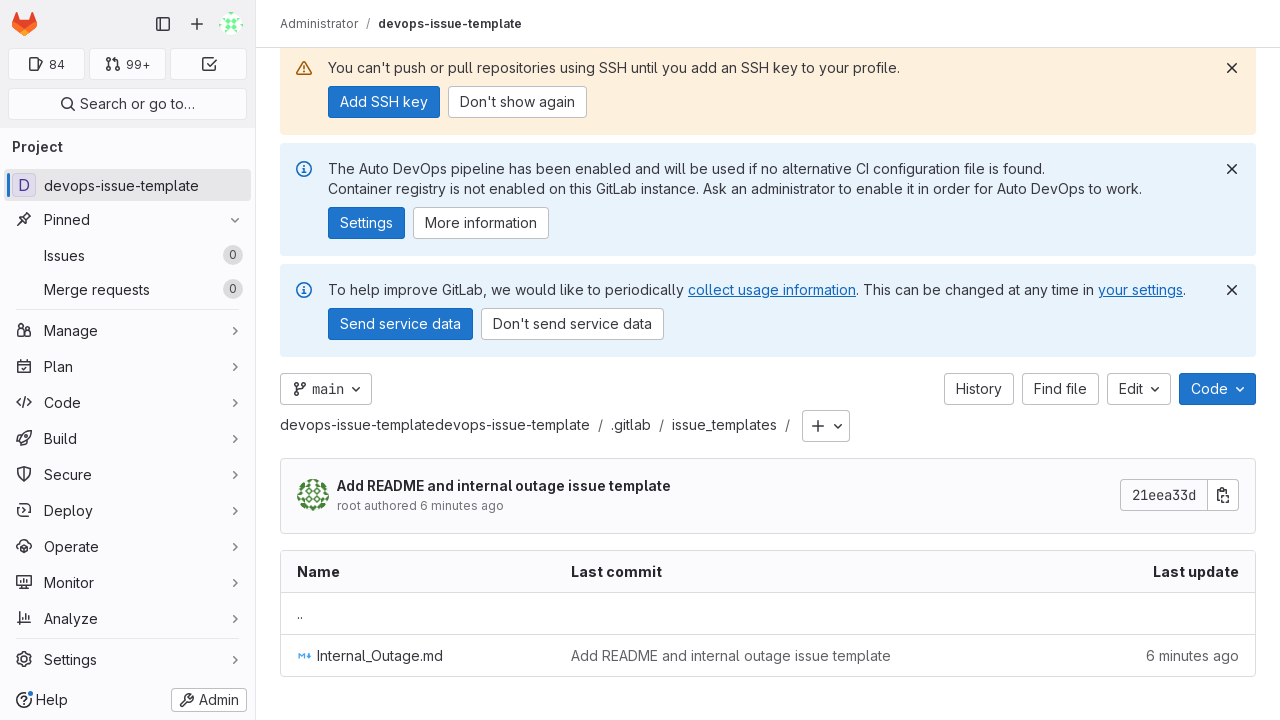 Administrator / devops-issue-template
84
99+
Search or go to…
Project
D devops-issue-template
Pinned
Issues 0
Merge requests 0
Manage
Plan
Code
Build
Secure
Deploy
Operate
Monitor
Analyze
Settings
Help
Admin
You can't push or pull repositories using SSH until you add an SSH key to your profile.
Add SSH key
Don't show again
The Auto DevOps pipeline has been enabled and will be used if no alternative CI configuration file is found.
Container registry is not enabled on this GitLab instance. Ask an administrator to enable it in order for Auto DevOps to work.
Settings
More information
To help improve GitLab, we would like to periodically collect usage information. This can be changed at any time in your settings.
Send service data
Don't send service data
main
History
Find file
Edit
Code
devops-issue-templatedevops-issue-template / .gitlab / issue_templates /
Add README and internal outage issue template
root authored 6 minutes ago
21eea33d
Name Last commit Last update
..
Internal_Outage.md Add README and internal outage issue template 6 minutes ago